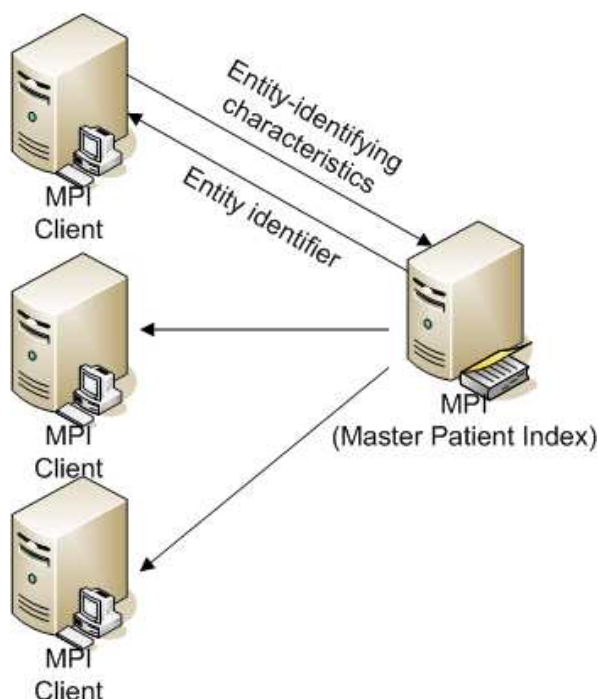 Entity-identifying
characteristics
Entity identifier
MPI
Client
MPI
Client
MPI
(Master Patient Index)
MPI
Client